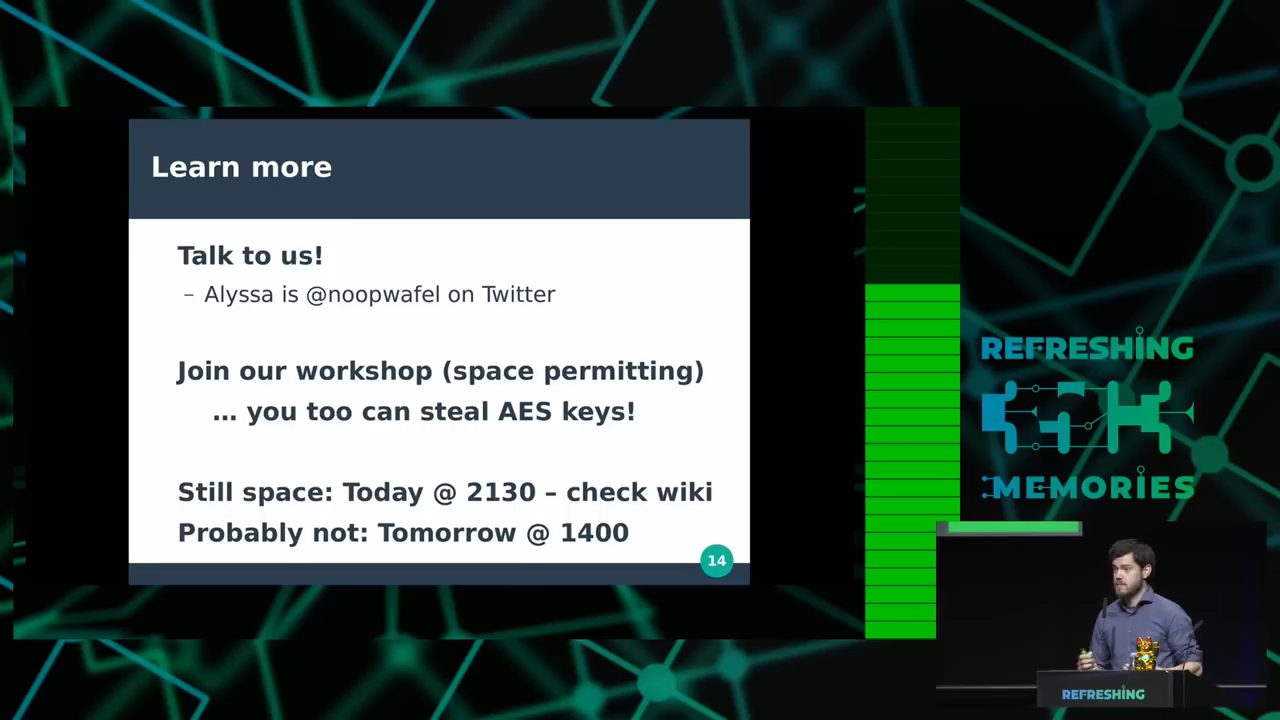 Learn more
Talk to us!
– Alyssa is @noopwafel on Twitter
Join our workshop (space permitting)
... you too can steal AES keys!
Still space: Today @ 2130 – check wiki
Probably not: Tomorrow @ 1400
14
REFRESHING
MEMORIES
REFRESHING